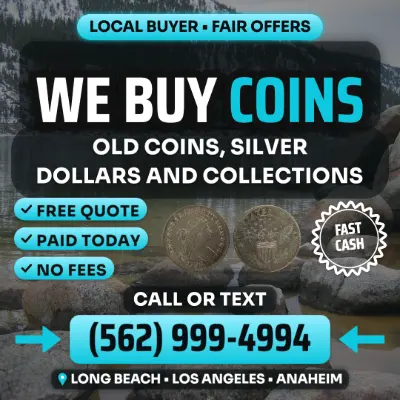 LOCAL BUYER • FAIR OFFERS
WE BUY COINS
OLD COINS, SILVER
DOLLARS AND COLLECTIONS
FREE QUOTE
PAID TODAY
NO FEES
FAST
CASH
CALL OR TEXT
(562) 999-4994
LONG BEACH • LOS ANGELES • ANAHEIM